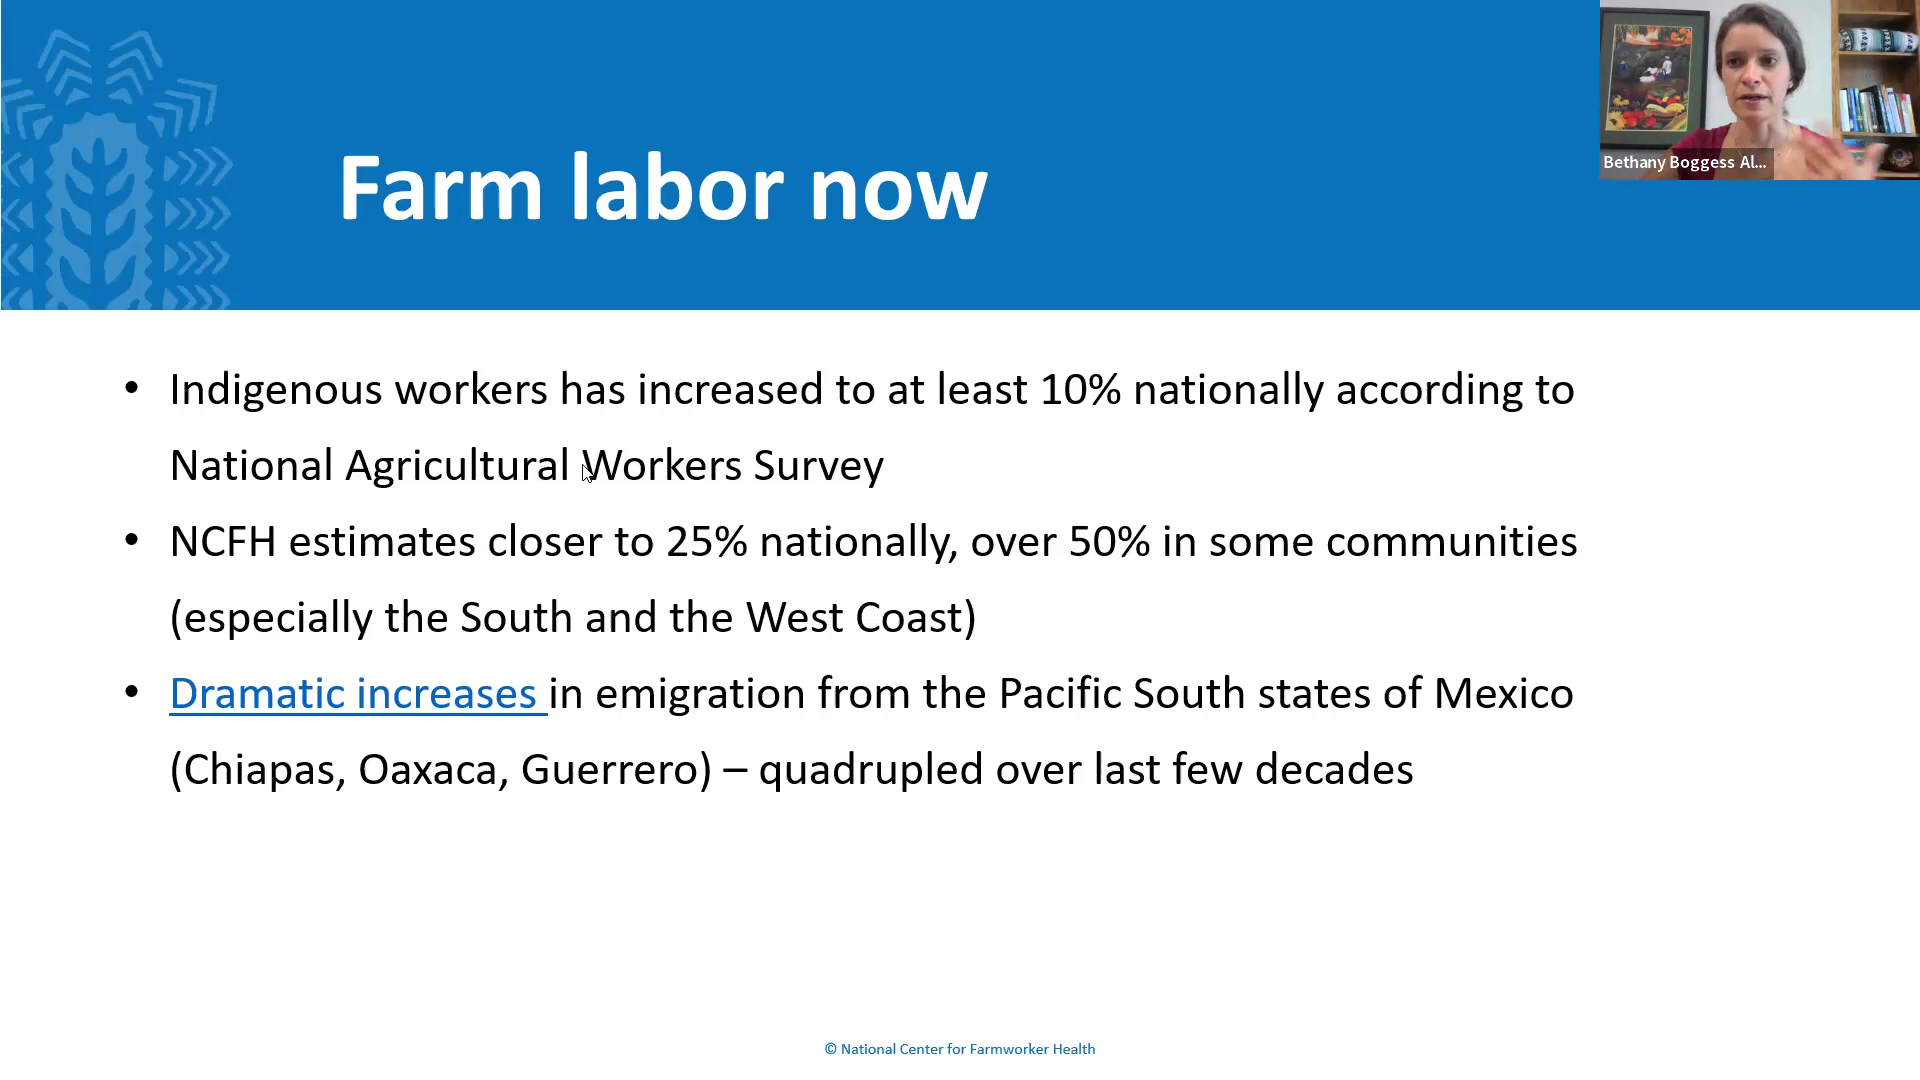 Farm labor now
Bethany Boggess Al...
• Indigenous workers has increased to at least 10% nationally according to
National Agricultural Workers Survey
• NCFH estimates closer to 25% nationally, over 50% in some communities
(especially the South and the West Coast)
• Dramatic increases in emigration from the Pacific South states of Mexico
(Chiapas, Oaxaca, Guerrero) – quadrupled over last few decades
© National Center for Farmworker Health